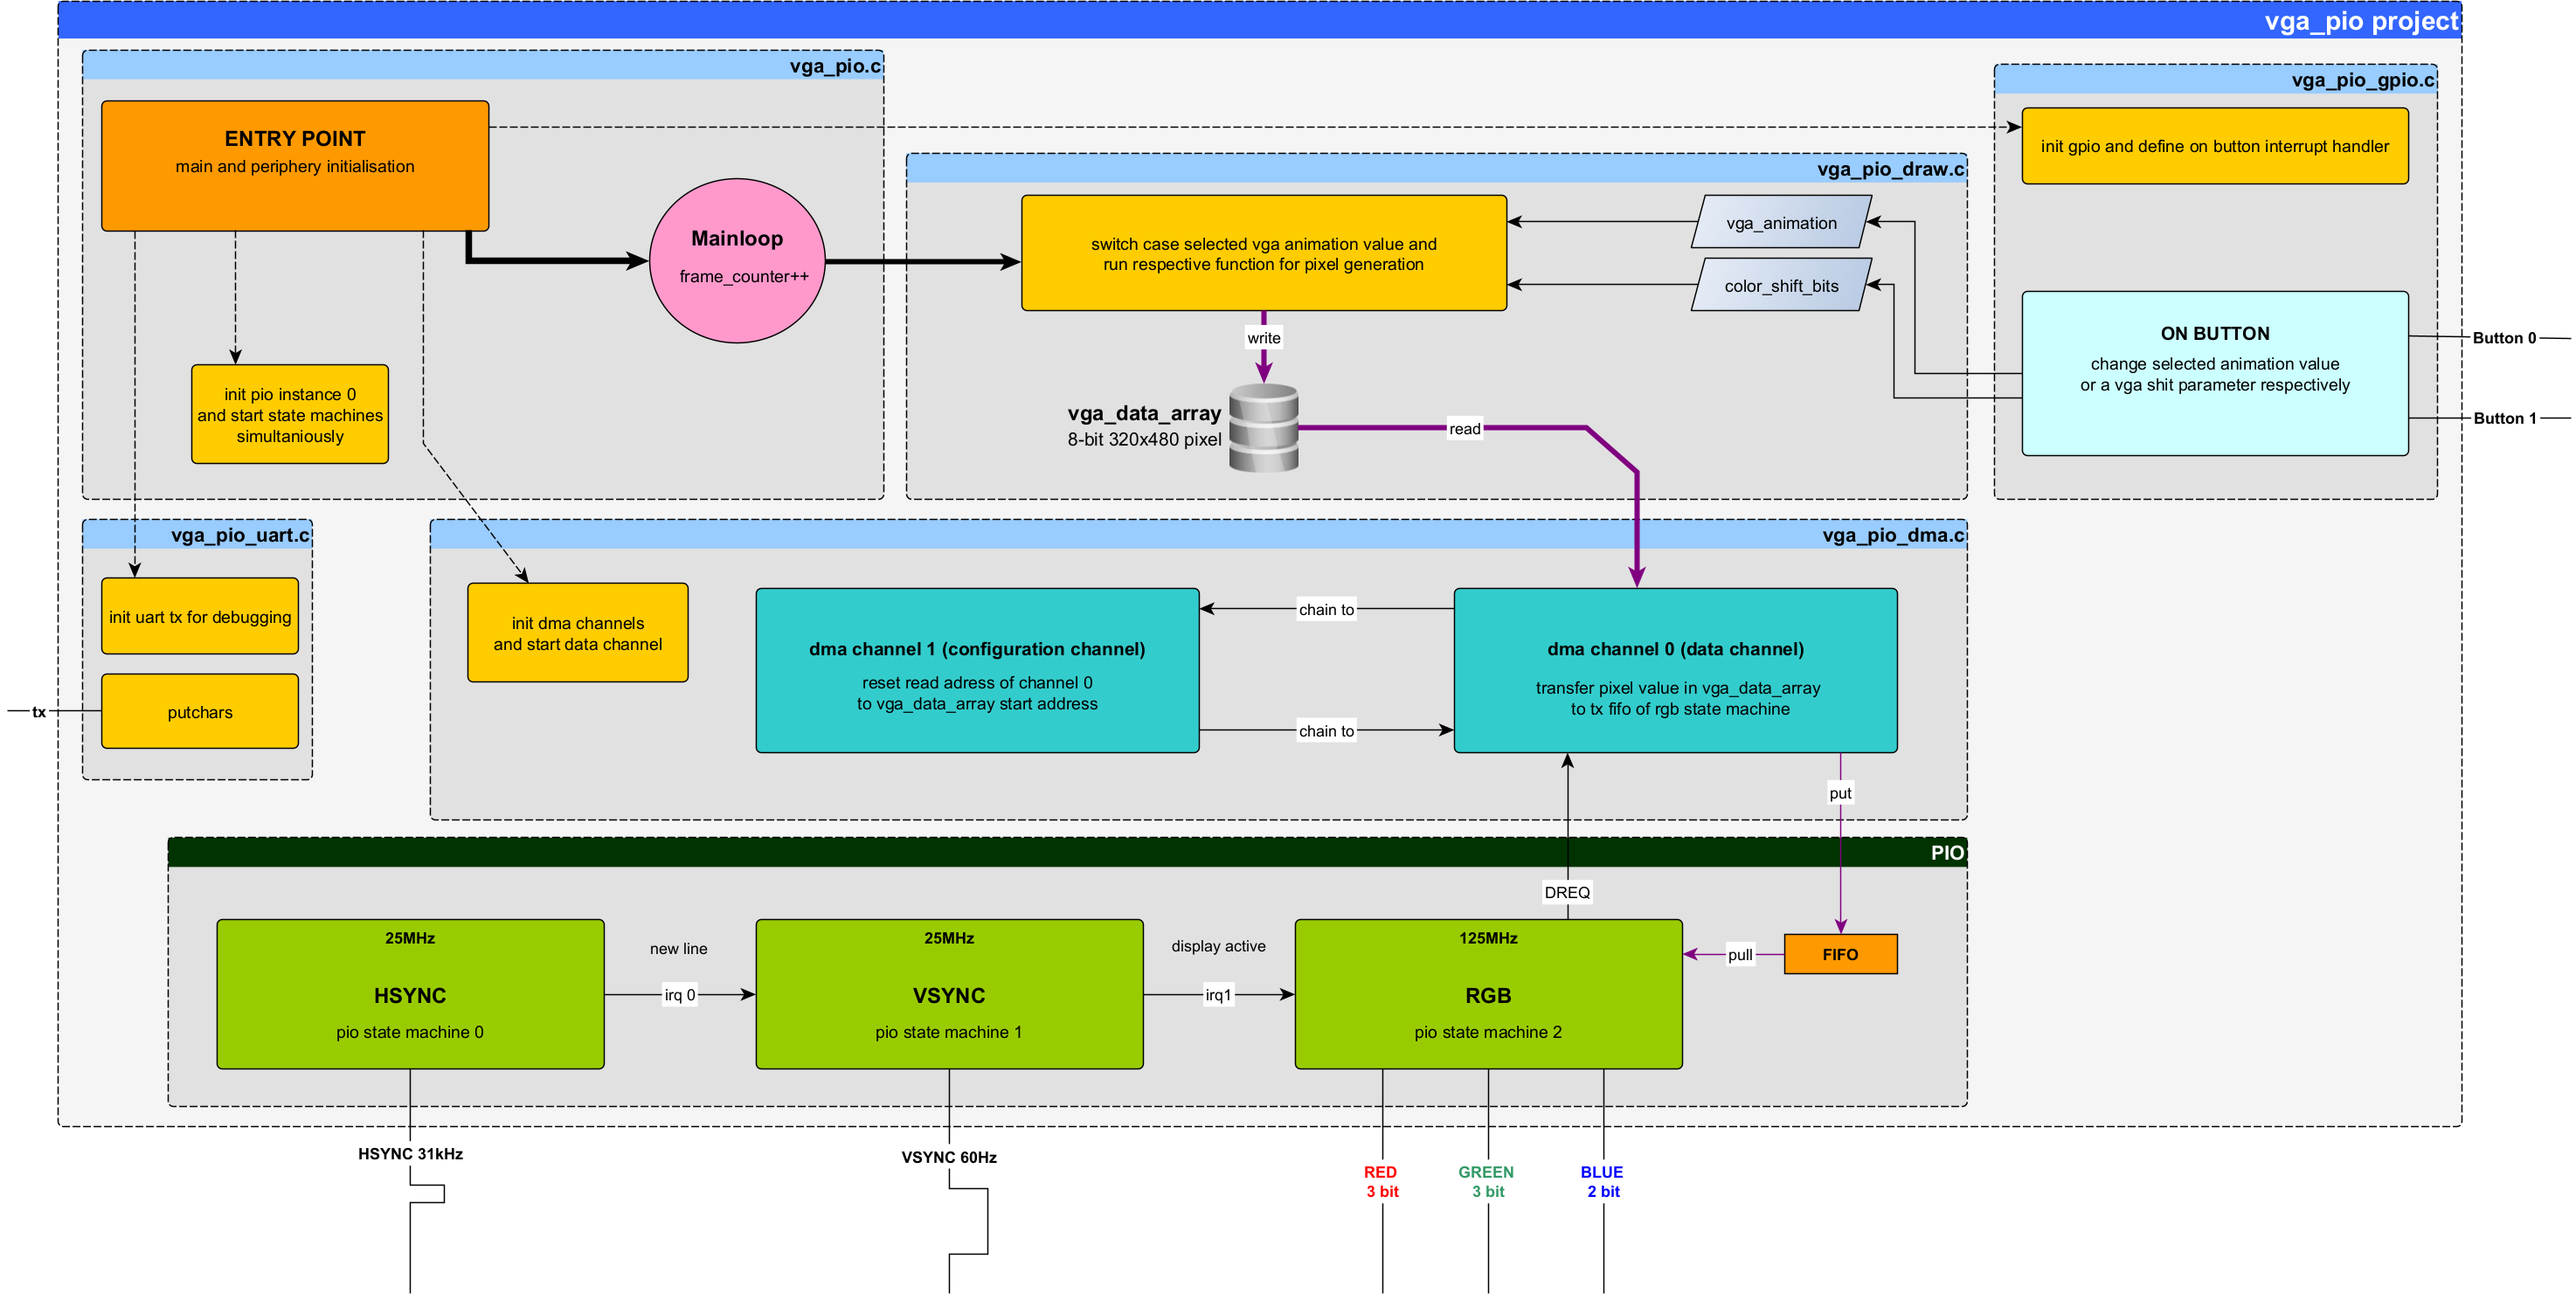 vga_pio project
vga_pio.c
ENTRY POINT
main and periphery initialisation
Mainloop
frame_counter++
init pio instance 0
and start state machines
simultaniously
vga_pio_draw.c
switch case selected vga animation value and
run respective function for pixel generation
vga_animation
color_shift_bits
write
vga_data_array
8-bit 320x480 pixel
read
vga_pio_gpio.c
init gpio and define on button interrupt handler
ON BUTTON
change selected animation value
or a vga shit parameter respectively
Button 0
Button 1
vga_pio_uart.c
init uart tx for debugging
putchars
tx
vga_pio_dma.c
init dma channels
and start data channel
dma channel 1 (configuration channel)
reset read adress of channel 0
to vga_data_array start address
chain to
chain to
dma channel 0 (data channel)
transfer pixel value in vga_data_array
to tx fifo of rgb state machine
put
PIO
DREQ
25MHz
HSYNC
pio state machine 0
new line
irq 0
25MHz
VSYNC
pio state machine 1
display active
irq1
125MHz
RGB
pio state machine 2
pull
FIFO
HSYNC 31kHz
VSYNC 60Hz
RED
3 bit
GREEN
3 bit
BLUE
2 bit